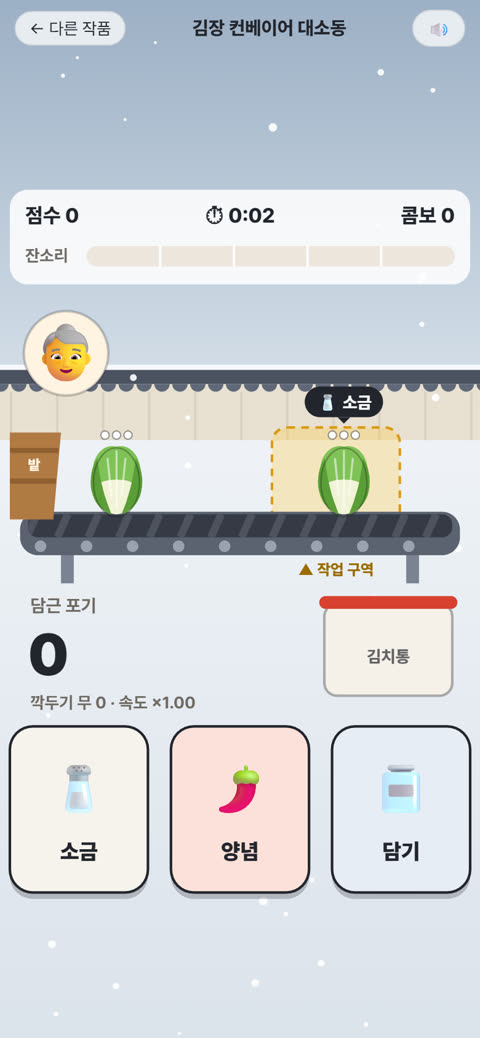 ← 다른 작품
김장 컨베이어 대소동
점수 0
⏱ 0:02
콤보 0
잔소리
소금
밭
▲ 작업 구역
담근 포기
0
김치통
깍두기 무 0 · 속도 ×1.00
소금
양념
담기